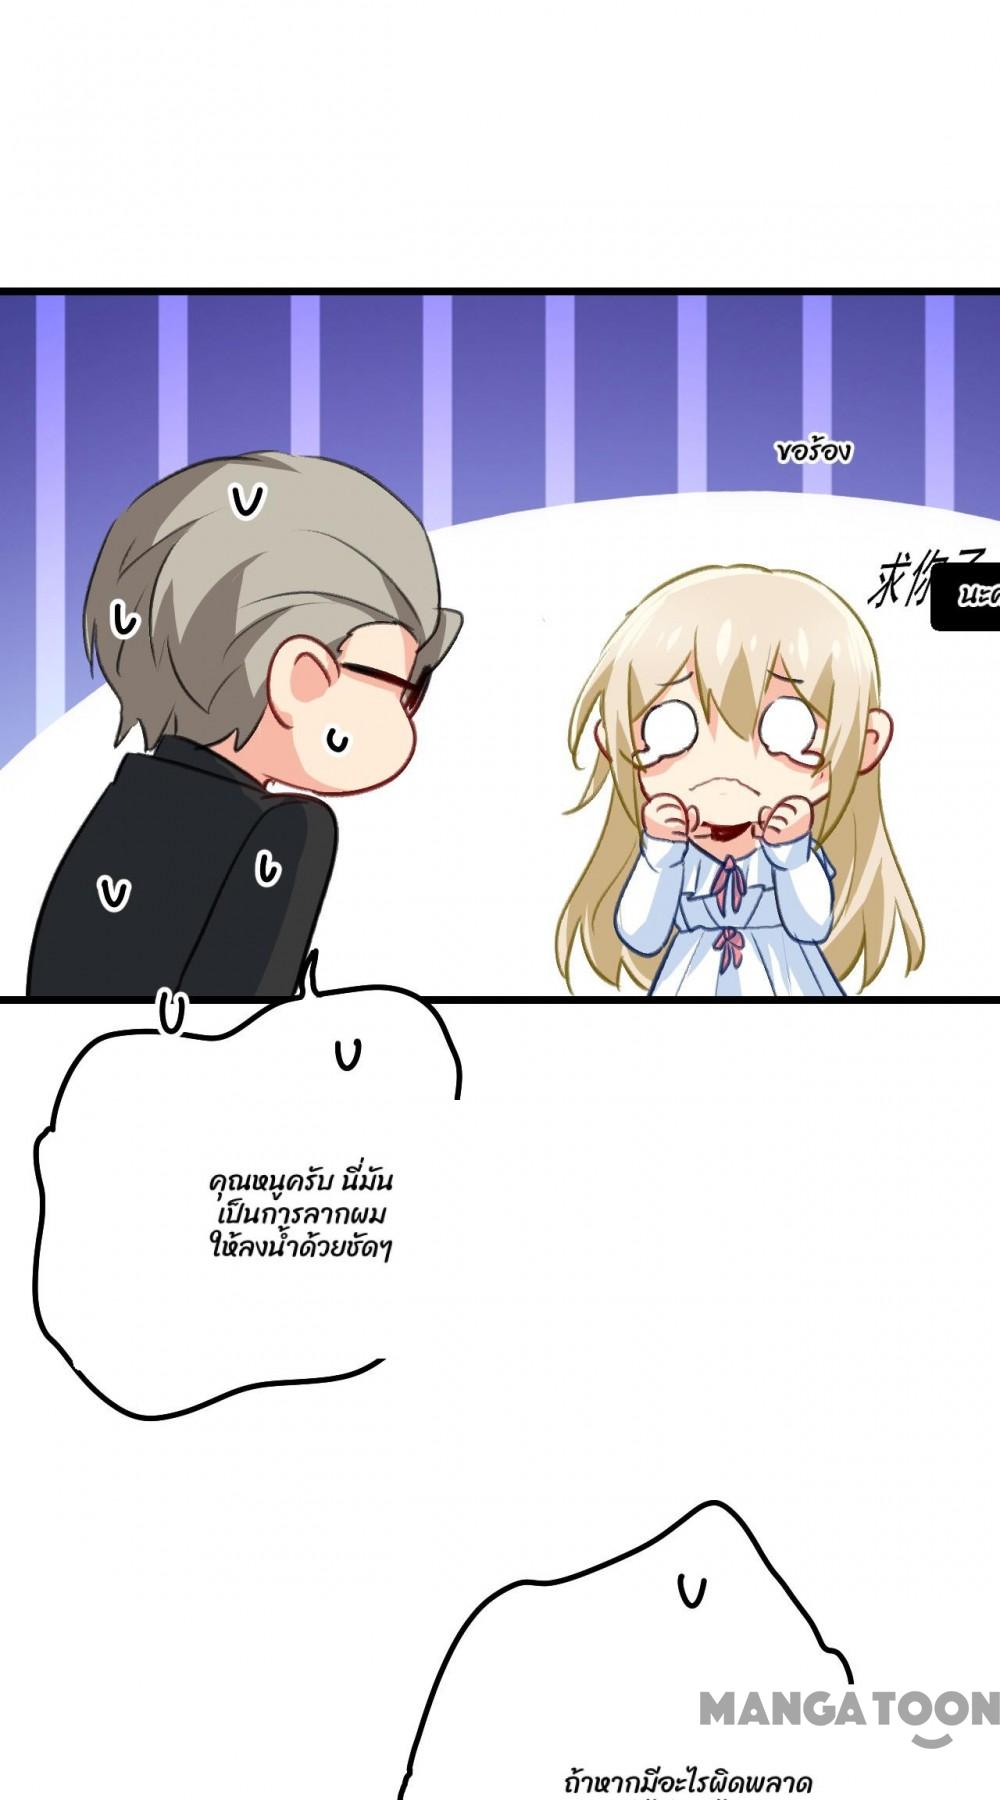 ขอร้อง
求你
นะ
คุณหนูครับ นี่มัน
เป็นการลากผม
ให้ลงน้ำด้วยชัดๆ
MANGATOON
ถ้าหากมีอะไรผิดพลาด